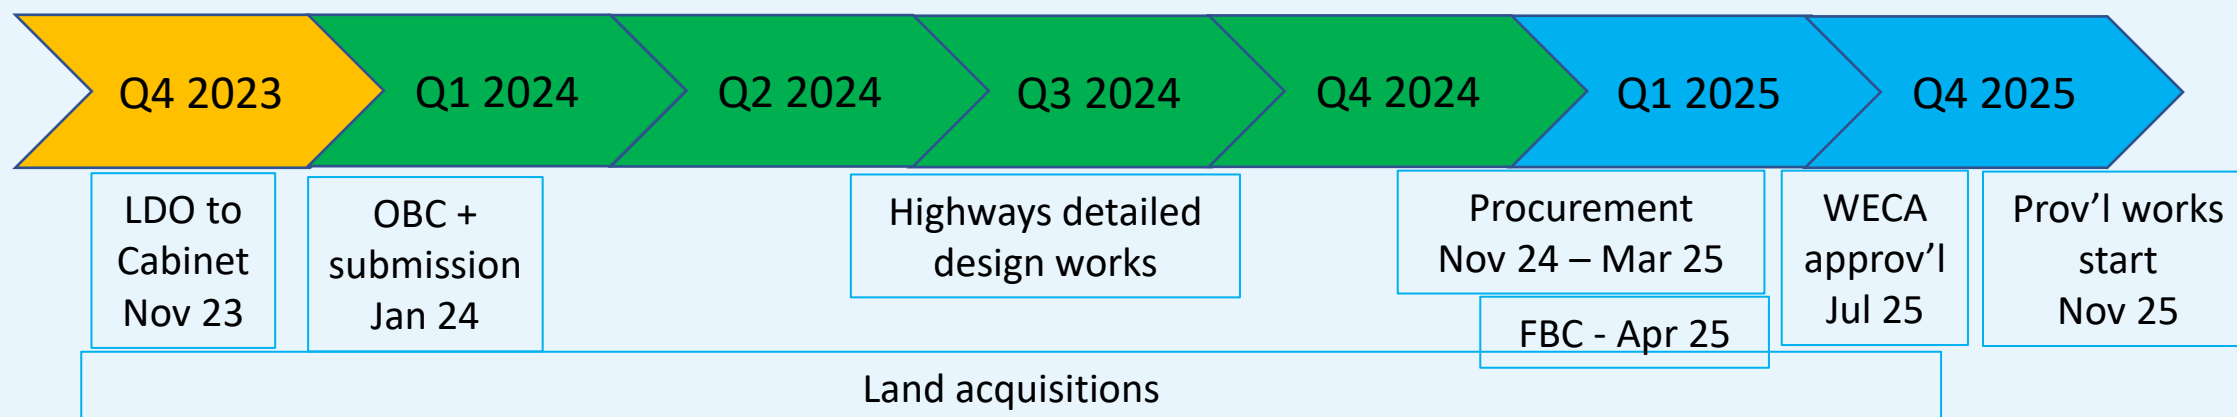 Q4 2023
Q1 2024
Q2 2024
Q3 2024
Q4 2024
Q1 2025
Q4 2025
LDO to
Cabinet
Nov 23
OBC +
submission
Jan 24
Highways detailed
design works
Procurement
Nov 24 – Mar 25
FBC - Apr 25
WECA
approv’l
Jul 25
Prov’l works
start
Nov 25
Land acquisitions